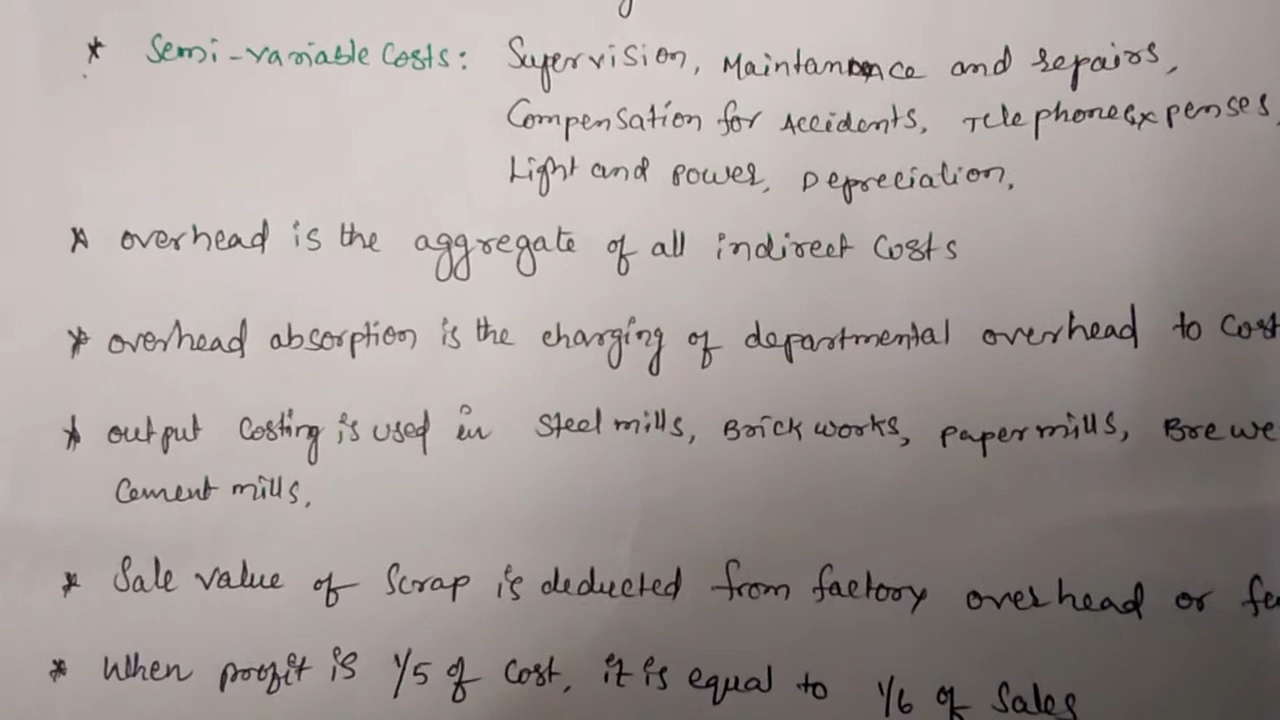 * Semi-variable Costs: Supervision, Maintanance and repairs,
Compensation for Accidents, Telephone Expenses,
Light and Power, Depreciation.
* overhead is the aggregate of all indirect Costs
* overhead absorption is the charging of departmental overhead to Cost
* output Costing is used in Steel mills, Brick works, Paper mills, Brewe
Cement mills.
* Sale value of Scrap is deducted from factory overhead or
* When profit is 1/5 of Cost, it is equal to 1/6 of Sales